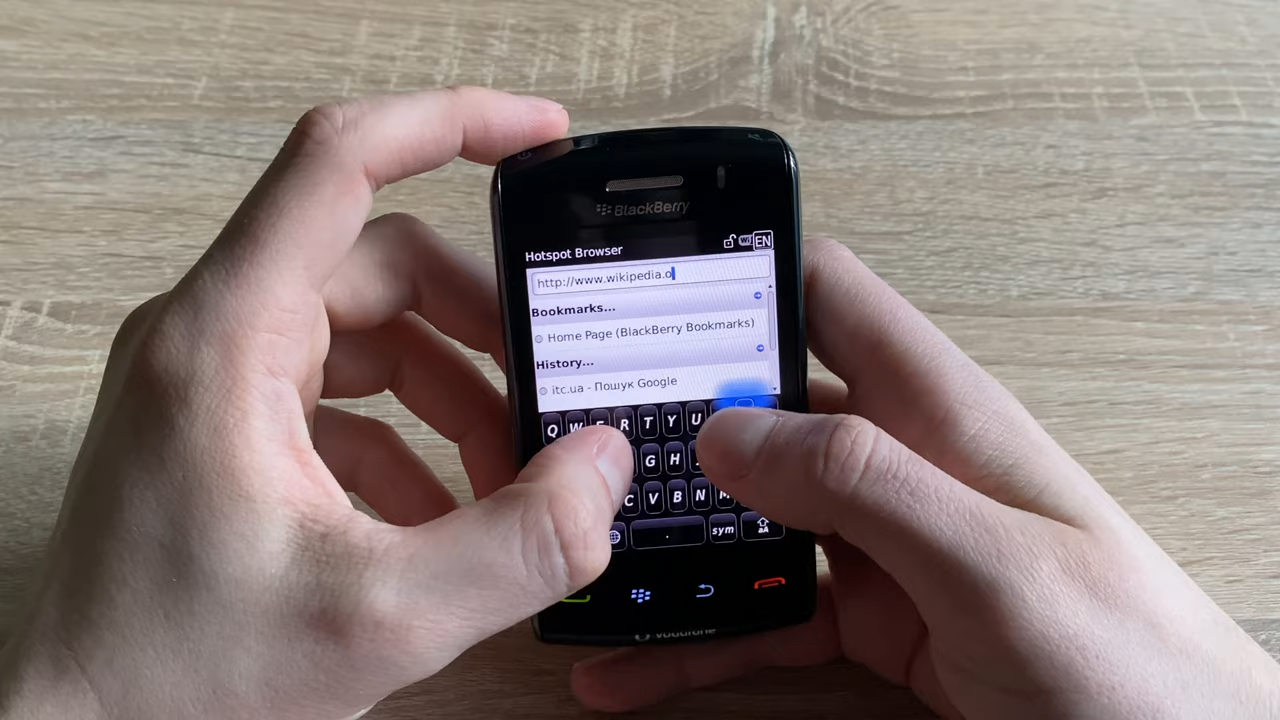 BlackBerry
EN
Hotspot Browser
http://www.wikipedia.o
Bookmarks...
Home Page (BlackBerry Bookmarks)
History...
itc.ua - Пошук Google
Q W E R T Y U
G H
C V B N M
. sym aA
vodafone